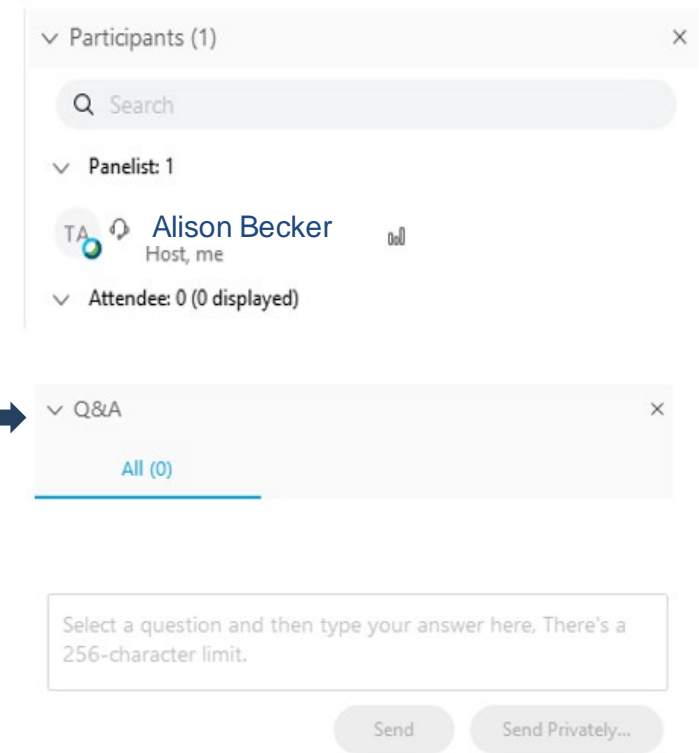 Participants (1)
Search
Panelist: 1
TA Alison Becker
Host, me
Attendee: 0 (0 displayed)
Q&A
All (0)
Select a question and then type your answer here, There's a
256-character limit.
Send Send Privately...